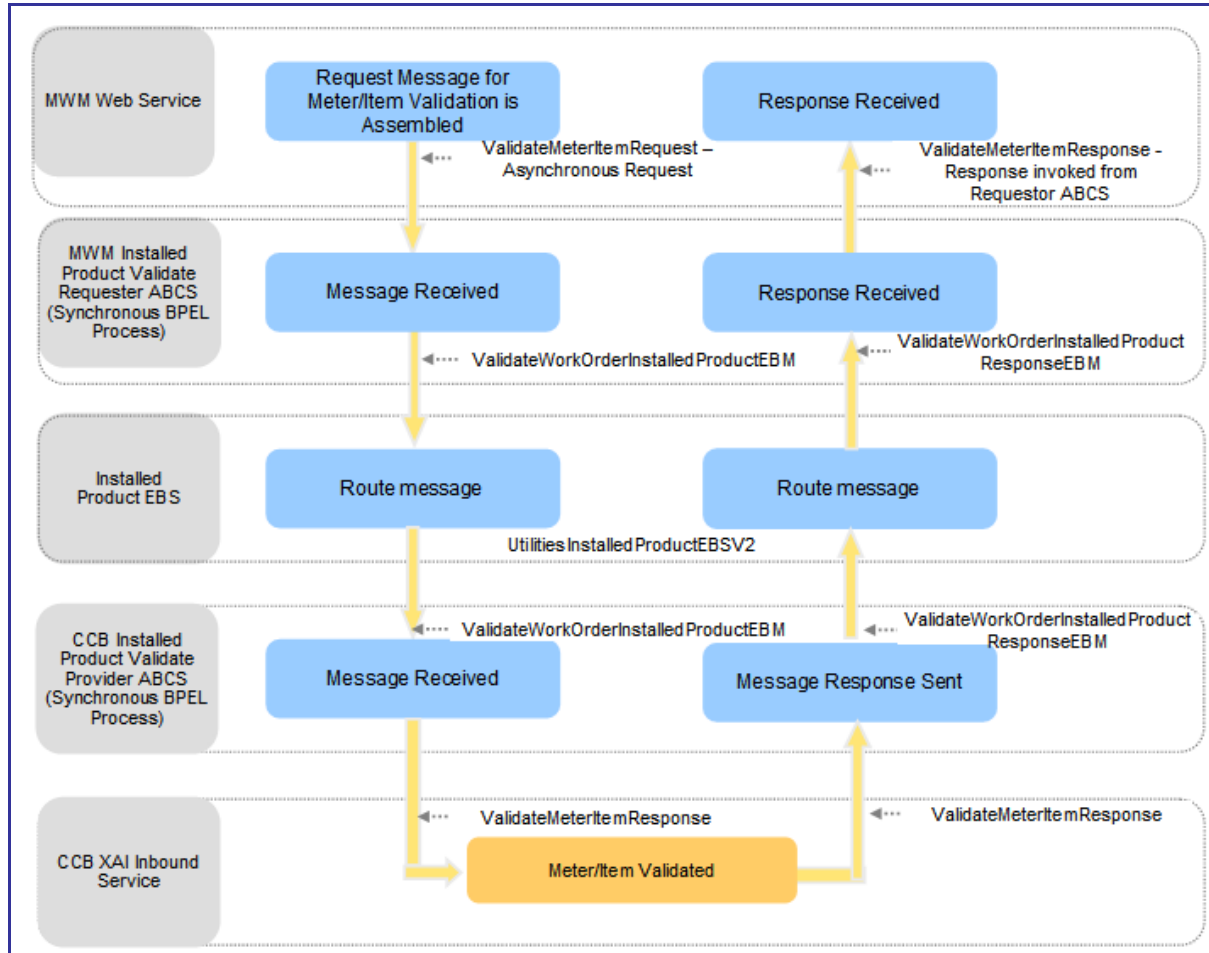 MWM Web Service
Request Message for
Meter/Item Validation is
Assembled
Response Received
ValidateMeterItemRequest –
Asynchronous Request
ValidateMeterItemResponse -
Response invoked from
Requestor ABCS
MWM Installed
Product Validate
Requester ABCS
(Synchronous BPEL
Process)
Message Received
Response Received
ValidateWorkOrderInstalledProductEBM
ValidateWorkOrderInstalledProduct
ResponseEBM
Installed
Product EBS
Route message
Route message
UtilitiesInstalledProductEBSV2
CCB Installed
Product Validate
Provider ABCS
(Synchronous BPEL
Process)
ValidateWorkOrderInstalledProductEBM
ValidateWorkOrderInstalledProduct
ResponseEBM
Message Received
Message Response Sent
CCB XAI Inbound
Service
ValidateMeterItemResponse
ValidateMeterItemResponse
Meter/Item Validated